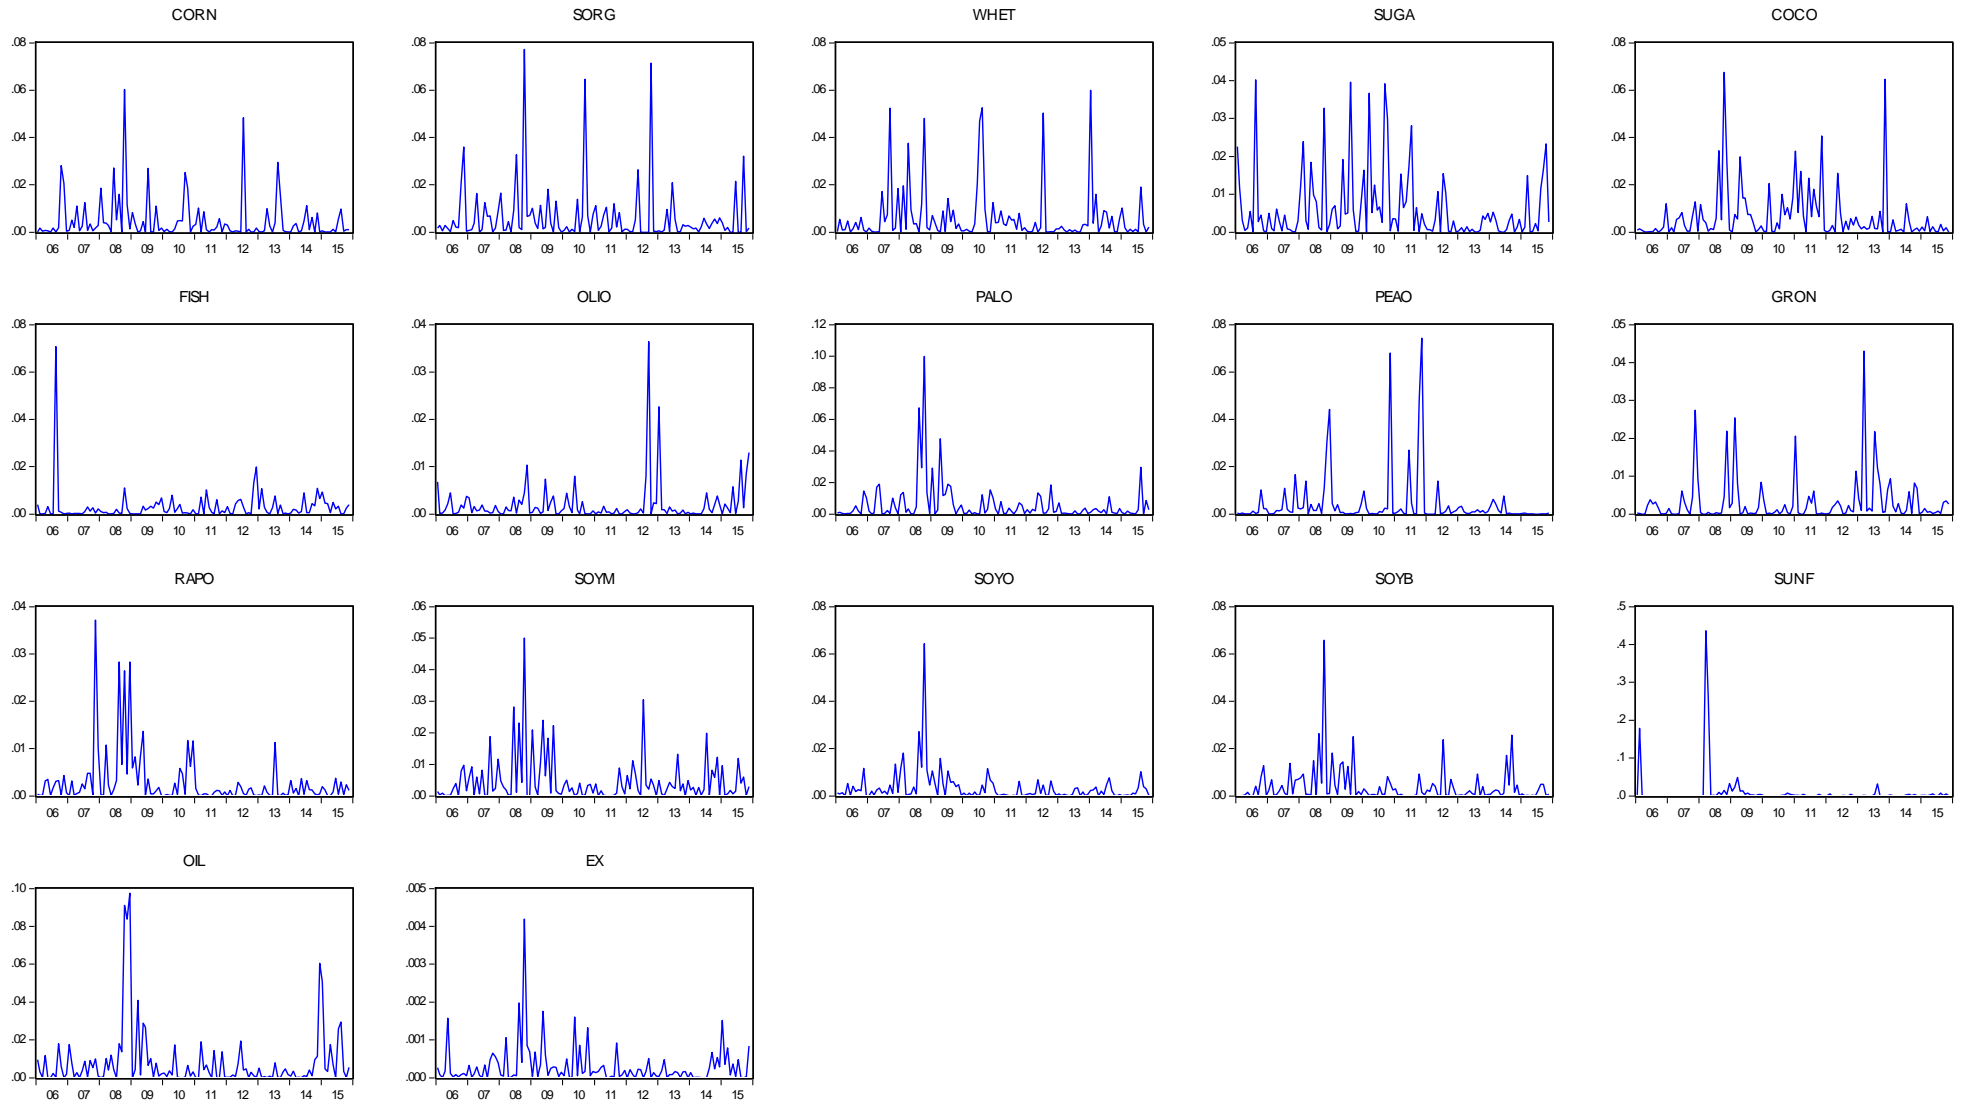 CORN SORG WHET SUGA COCO
.08 .08 .08 .05 .08
.04
.06 .06 .06 .06
.03
.04 .04 .04 .04
.02
.02 .02 .02 .02
.01
.00 .00 .00 .00 .00
06 07 08 09 10 11 12 13 14 15 06 07 08 09 10 11 12 13 14 15 06 07 08 09 10 11 12 13 14 15 06 07 08 09 10 11 12 13 14 15 06 07 08 09 10 11 12 13 14 15
FISH OLIO PALO PEAO GRON
.08 .04 .12 .08 .05
.10
.04
.06 .03 .06
.08
.03
.04 .02 .06 .04
.02
.04
.02 .01 .02
.01
.02
.00 .00 .00 .00 .00
06 07 08 09 10 11 12 13 14 15 06 07 08 09 10 11 12 13 14 15 06 07 08 09 10 11 12 13 14 15 06 07 08 09 10 11 12 13 14 15 06 07 08 09 10 11 12 13 14 15
RAPO SOYM SOYO SOYB SUNF
.04 .06 .08 .08 .5
.05
.4
.03 .06 .06
.04
.3
.02 .03 .04 .04
.2
.02
.01 .02 .02
.1
.01
.00 .00 .00 .00 .0
06 07 08 09 10 11 12 13 14 15 06 07 08 09 10 11 12 13 14 15 06 07 08 09 10 11 12 13 14 15 06 07 08 09 10 11 12 13 14 15 06 07 08 09 10 11 12 13 14 15
OIL EX
.10 .005
.08 .004
.06 .003
.04 .002
.02 .001
.00 .000
06 07 08 09 10 11 12 13 14 15 06 07 08 09 10 11 12 13 14 15